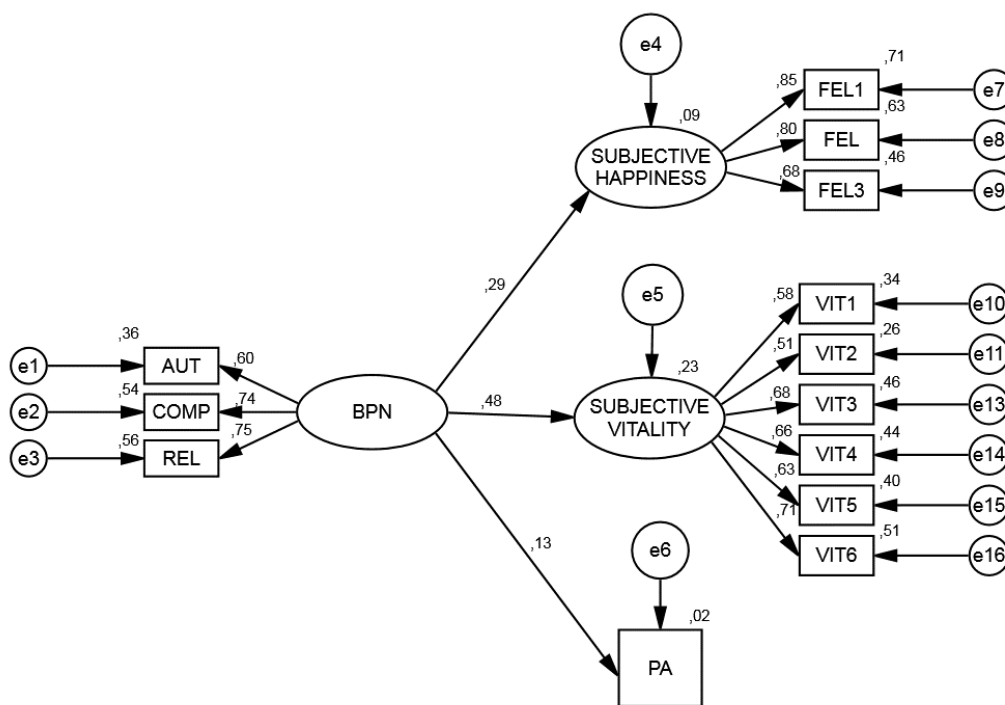 e4
,09
SUBJECTIVE
HAPPINESS
,85
FEL1
,71
e7
,80
FEL
,63
e8
,68
FEL3
,46
e9
,29
e5
,23
SUBJECTIVE
VITALITY
,58
VIT1
,34
e10
,51
VIT2
,26
e11
,68
VIT3
,46
e13
,66
VIT4
,44
e14
,63
VIT5
,40
e15
,71
VIT6
,51
e16
,36
e1
AUT
,60
,54
e2
COMP
,74
,56
e3
REL
,75
BPN
,48
,13
e6
,02
PA